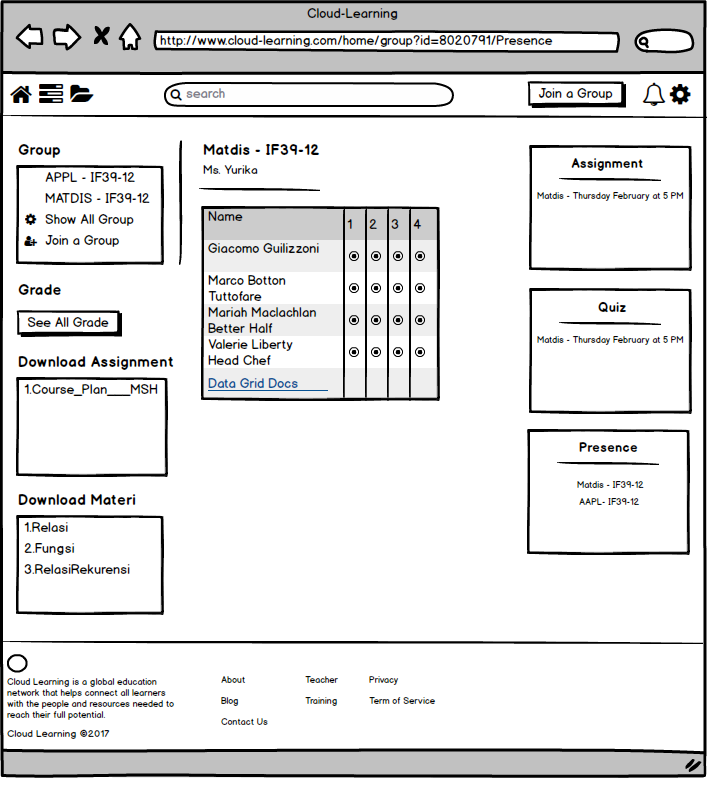 Cloud-Learning
http://www.cloud-learning.com/home/group?id=8020791/Presence
search
Join a Group
Group
APPL - IF39-12
MATDIS - IF39-12
Show All Group
Join a Group
Grade
See All Grade
Download Assignment
1.Course_Plan___MSH
Download Materi
1.Relasi
2.Fungsi
3.RelasiRekurensi
Matdis - IF39-12
Ms. Yurika
Name 1 2 3 4
Giacomo Guilizzoni
Marco Botton
Tuttofare
Mariah Maclachlan
Better Half
Valerie Liberty
Head Chef
Data Grid Docs
Assignment
Matdis - Thursday February at 5 PM
Quiz
Matdis - Thursday February at 5 PM
Presence
Matdis - IF39-12
AAPL- IF39-12
Cloud Learning is a global education
network that helps connect all learners
with the people and resources needed to
reach their full potential.
Cloud Learning ©2017
About Teacher Privacy
Blog Training Term of Service
Contact Us